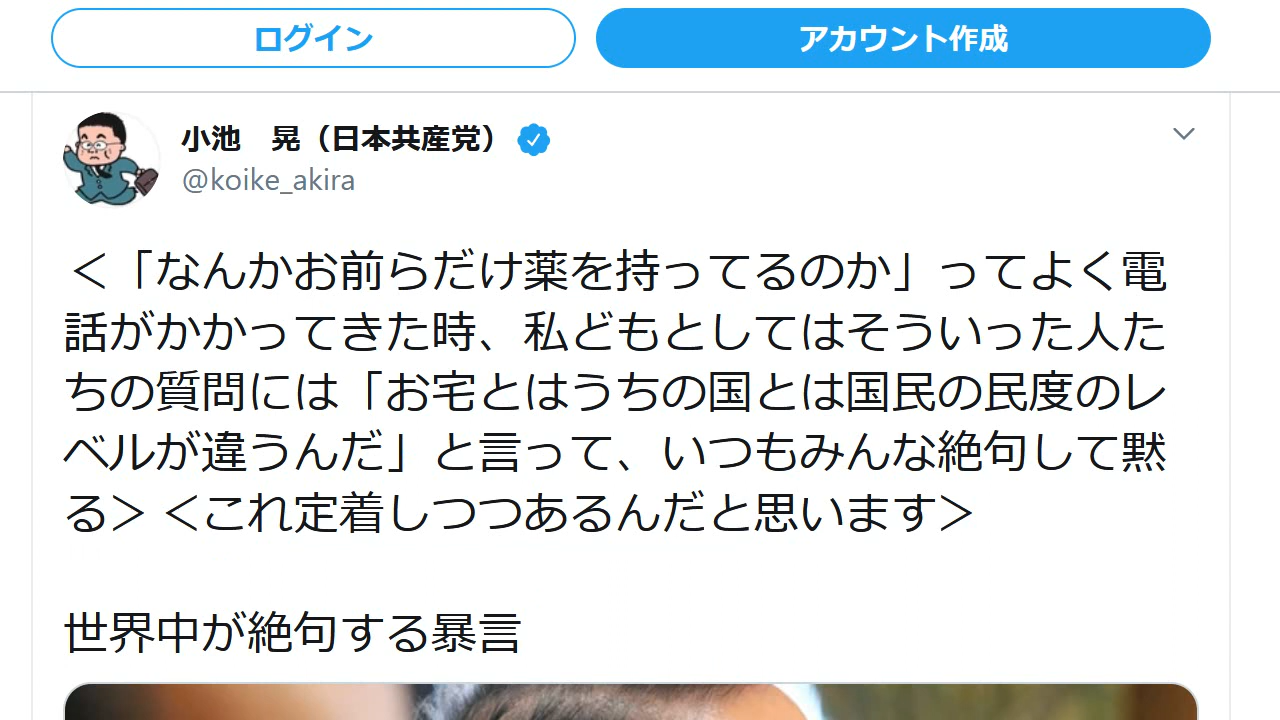 ログイン
アカウント作成
小池　晃（日本共産党）
@koike_akira
＜「なんかお前らだけ薬を持ってるのか」ってよく電
話がかかってきた時、私どもとしてはそういった人た
ちの質問には「お宅とはうちの国とは国民の民度のレ
ベルが違うんだ」と言って、いつもみんな絶句して黙
る＞＜これ定着しつつあるんだと思います＞
世界中が絶句する暴言